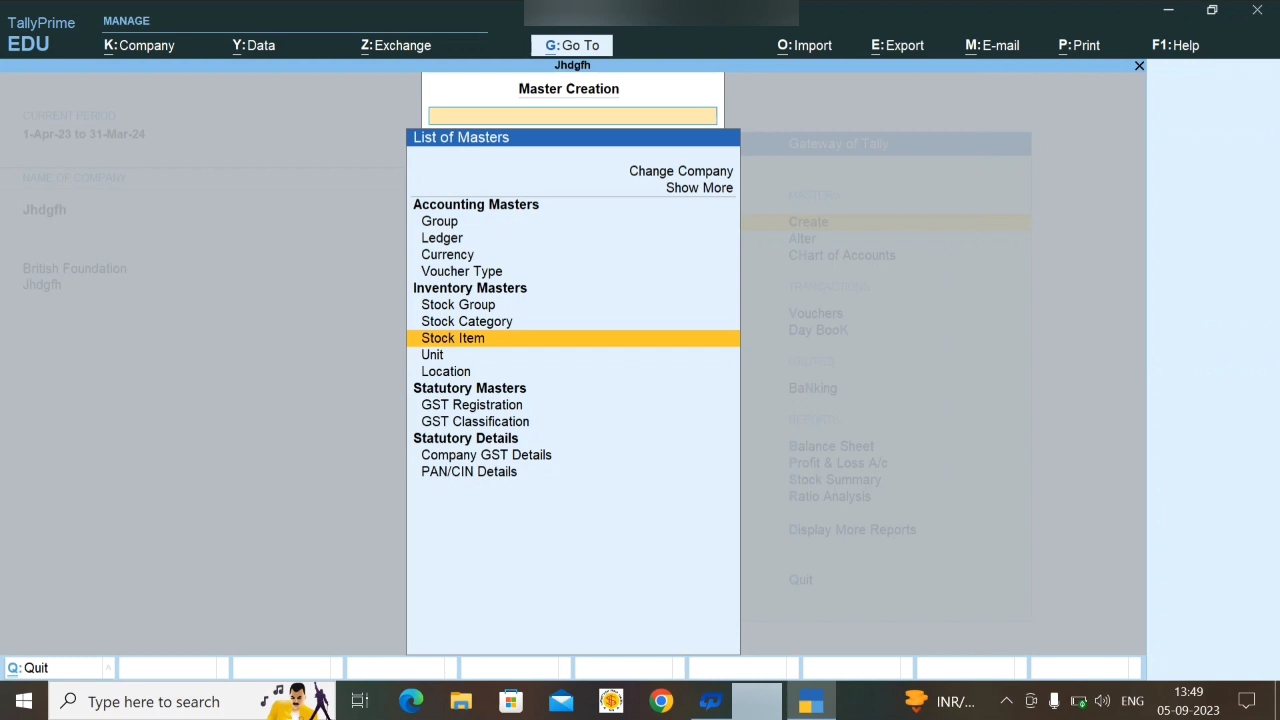 TallyPrime
EDU
MANAGE
K:Company
Y:Data
Z:Exchange
G:Go To
O:Import
E:Export
M:E-mail
P:Print
F1:Help
Jhdgfh
CURRENT PERIOD
1-Apr-23 to 31-Mar-24
NAME OF COMPANY
Jhdgfh
British Foundation
Jhdgfh
Master Creation
List of Masters
Change Company
Show More
Accounting Masters
Group
Ledger
Currency
Voucher Type
Inventory Masters
Stock Group
Stock Category
Stock Item
Unit
Location
Statutory Masters
GST Registration
GST Classification
Statutory Details
Company GST Details
PAN/CIN Details
Gateway of Tally
MASTERS
Create
Alter
CHart of Accounts
TRANSACTIONS
Vouchers
Day BooK
UTILITIES
BaNking
REPORTS
Balance Sheet
Profit & Loss A/c
Stock Summary
Ratio Analysis
Display More Reports
Quit
Q: Quit
Type here to search
INR/...
ENG
13:49
05-09-2023